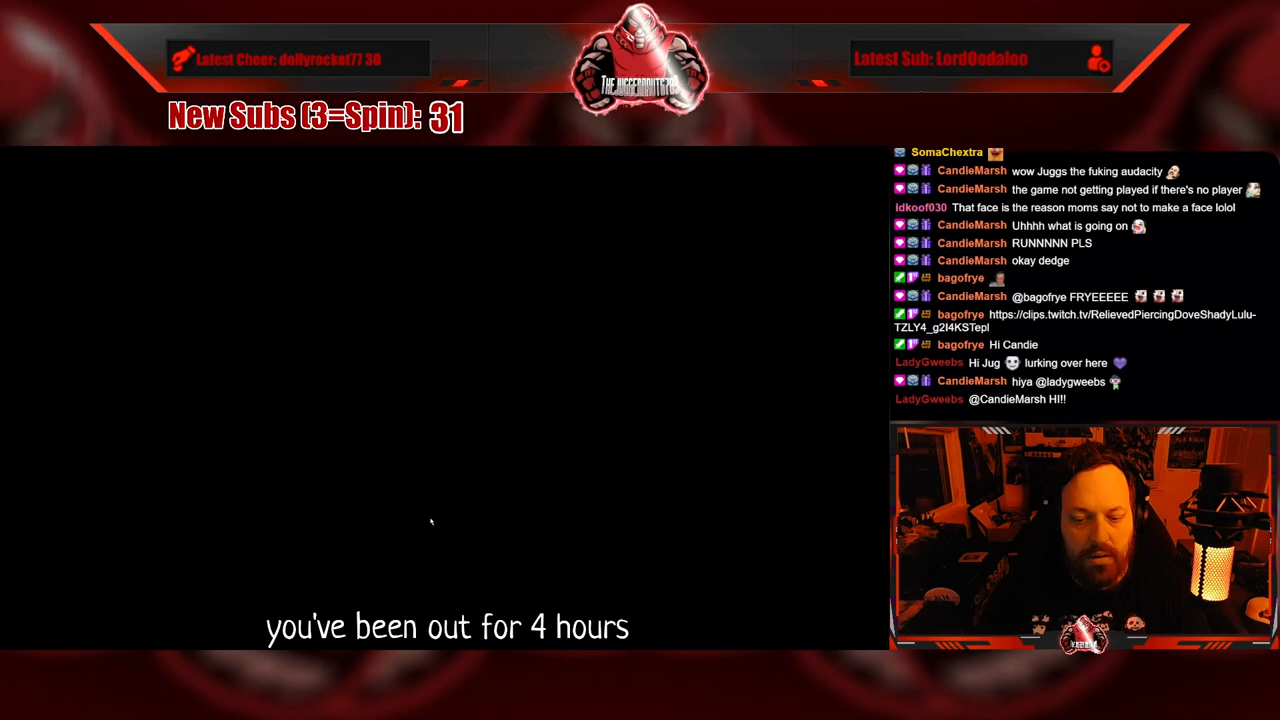 Latest Cheer: dollyrocket77 30
THEJUGGERNAUT6709
Latest Sub: LordOodaloo
New Subs (3=Spin): 31
SomaChextra
CandieMarsh wow Juggs the fuking audacity
CandieMarsh the game not getting played if there's no player
idkoof030 That face is the reason moms say not to make a face lolol
CandieMarsh Uhhhh what is going on
CandieMarsh RUNNNNN PLS
CandieMarsh okay dedge
bagofrye
CandieMarsh @bagofrye FRYEEEEE
bagofrye https://clips.twitch.tv/RelievedPiercingDoveShadyLulu-
TZLY4_g2I4KSTepl
bagofrye Hi Candie
LadyGweebs Hi Jug lurking over here
CandieMarsh hiya @ladygweebs
LadyGweebs @CandieMarsh HI!!
you've been out for 4 hours